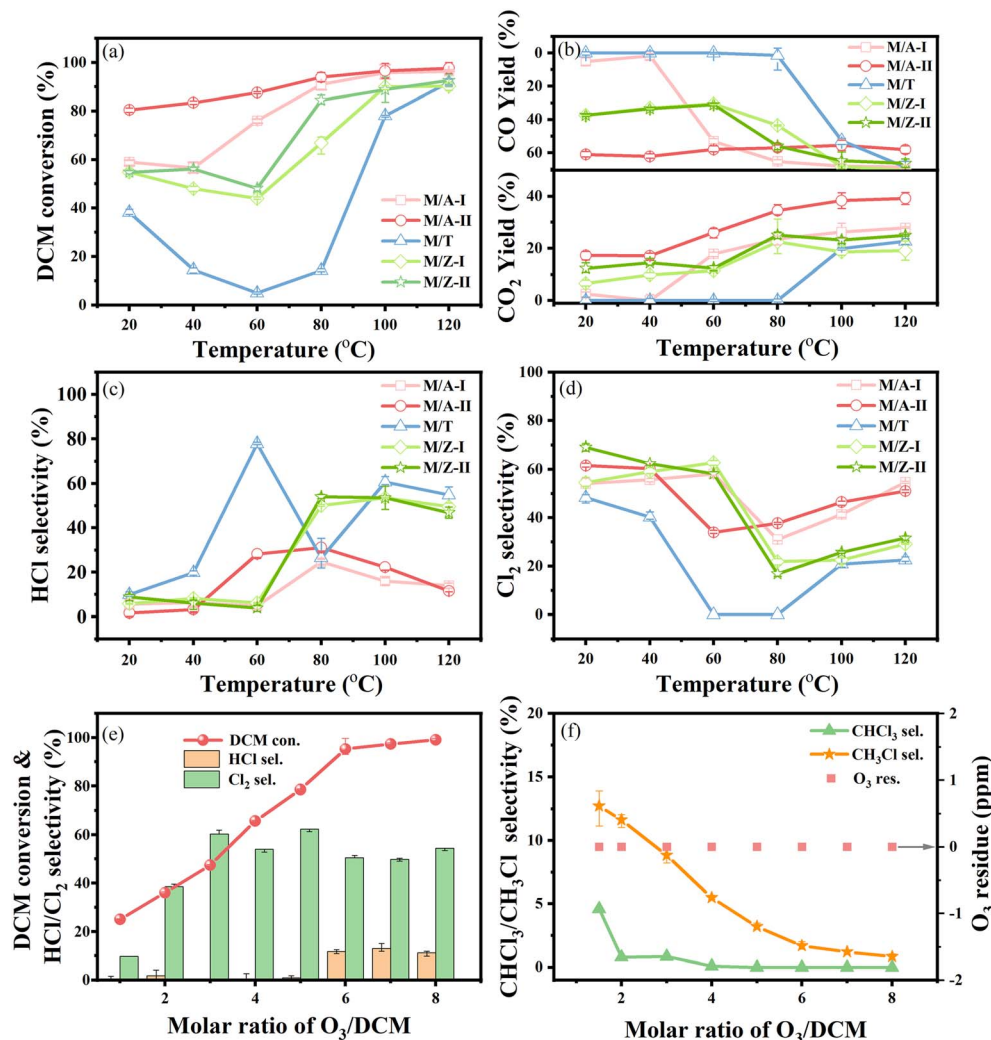 (a)
DCM conversion (%)
100
80
60
40
20
0
M/A-I
M/A-II
M/T
M/Z-I
M/Z-II
20 40 60 80 100 120
Temperature (°C)
(b)
CO Yield (%)
0
20
40
60
M/A-I
M/A-II
M/T
M/Z-I
M/Z-II
CO₂ Yield (%)
40
20
0
20 40 60 80 100 120
Temperature (°C)
(c)
HCl selectivity (%)
100
80
60
40
20
0
M/A-I
M/A-II
M/T
M/Z-I
M/Z-II
20 40 60 80 100 120
Temperature (°C)
(d)
Cl₂ selectivity (%)
100
80
60
40
20
0
M/A-I
M/A-II
M/T
M/Z-I
M/Z-II
20 40 60 80 100 120
Temperature (°C)
(e)
DCM conversion &
HCl/Cl₂ selectivity (%)
100
80
60
40
20
0
DCM con.
HCl sel.
Cl₂ sel.
2 4 6 8
Molar ratio of O₃/DCM
(f)
CHCl₃/CH₃Cl selectivity (%)
20
15
10
5
0
CHCl₃ sel.
CH₃Cl sel.
O₃ res.
2
1
0
-1
-2
O₃ residue (ppm)
2 4 6 8
Molar ratio of O₃/DCM